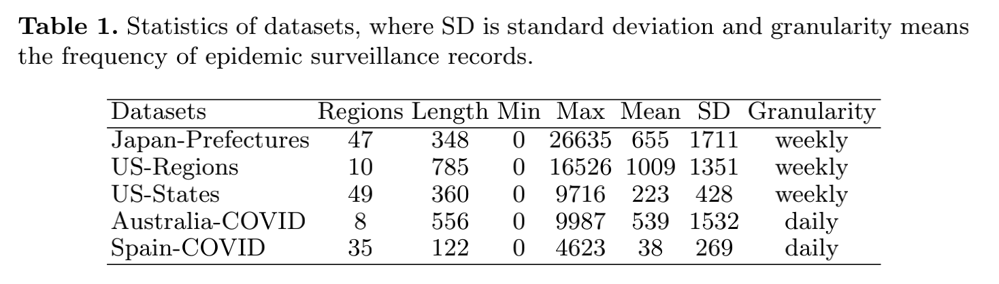 Table 1. Statistics of datasets, where SD is standard deviation and granularity means
the frequency of epidemic surveillance records.
Datasets Regions Length Min Max Mean SD Granularity
Japan-Prefectures 47 348 0 26635 655 1711 weekly
US-Regions 10 785 0 16526 1009 1351 weekly
US-States 49 360 0 9716 223 428 weekly
Australia-COVID 8 556 0 9987 539 1532 daily
Spain-COVID 35 122 0 4623 38 269 daily